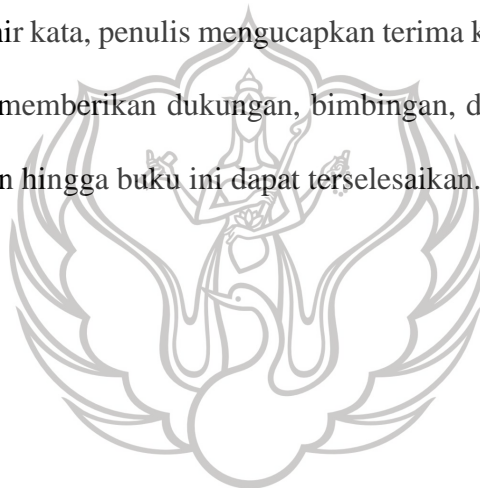 ir kata, penulis mengucapkan terima k
memberikan dukungan, bimbingan, d
n hingga buku ini dapat terselesaikan.